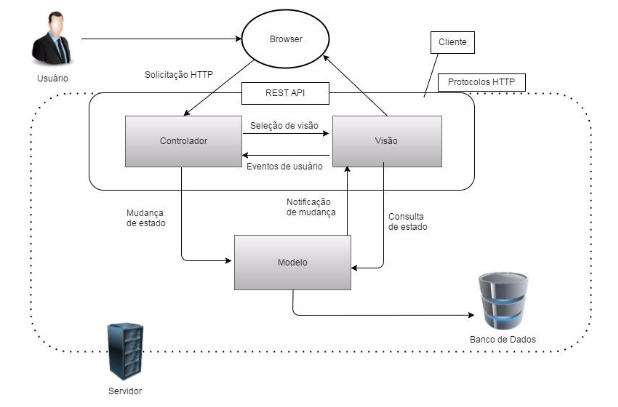 Browser
Cliente
Usuário
Solicitação HTTP
Protocolos HTTP
REST API
Controlador
Seleção de visão
Visão
Eventos de usuário
Mudança
de estado
Notificação
de mudança
Consulta
de estado
Modelo
Banco de Dados
Servidor